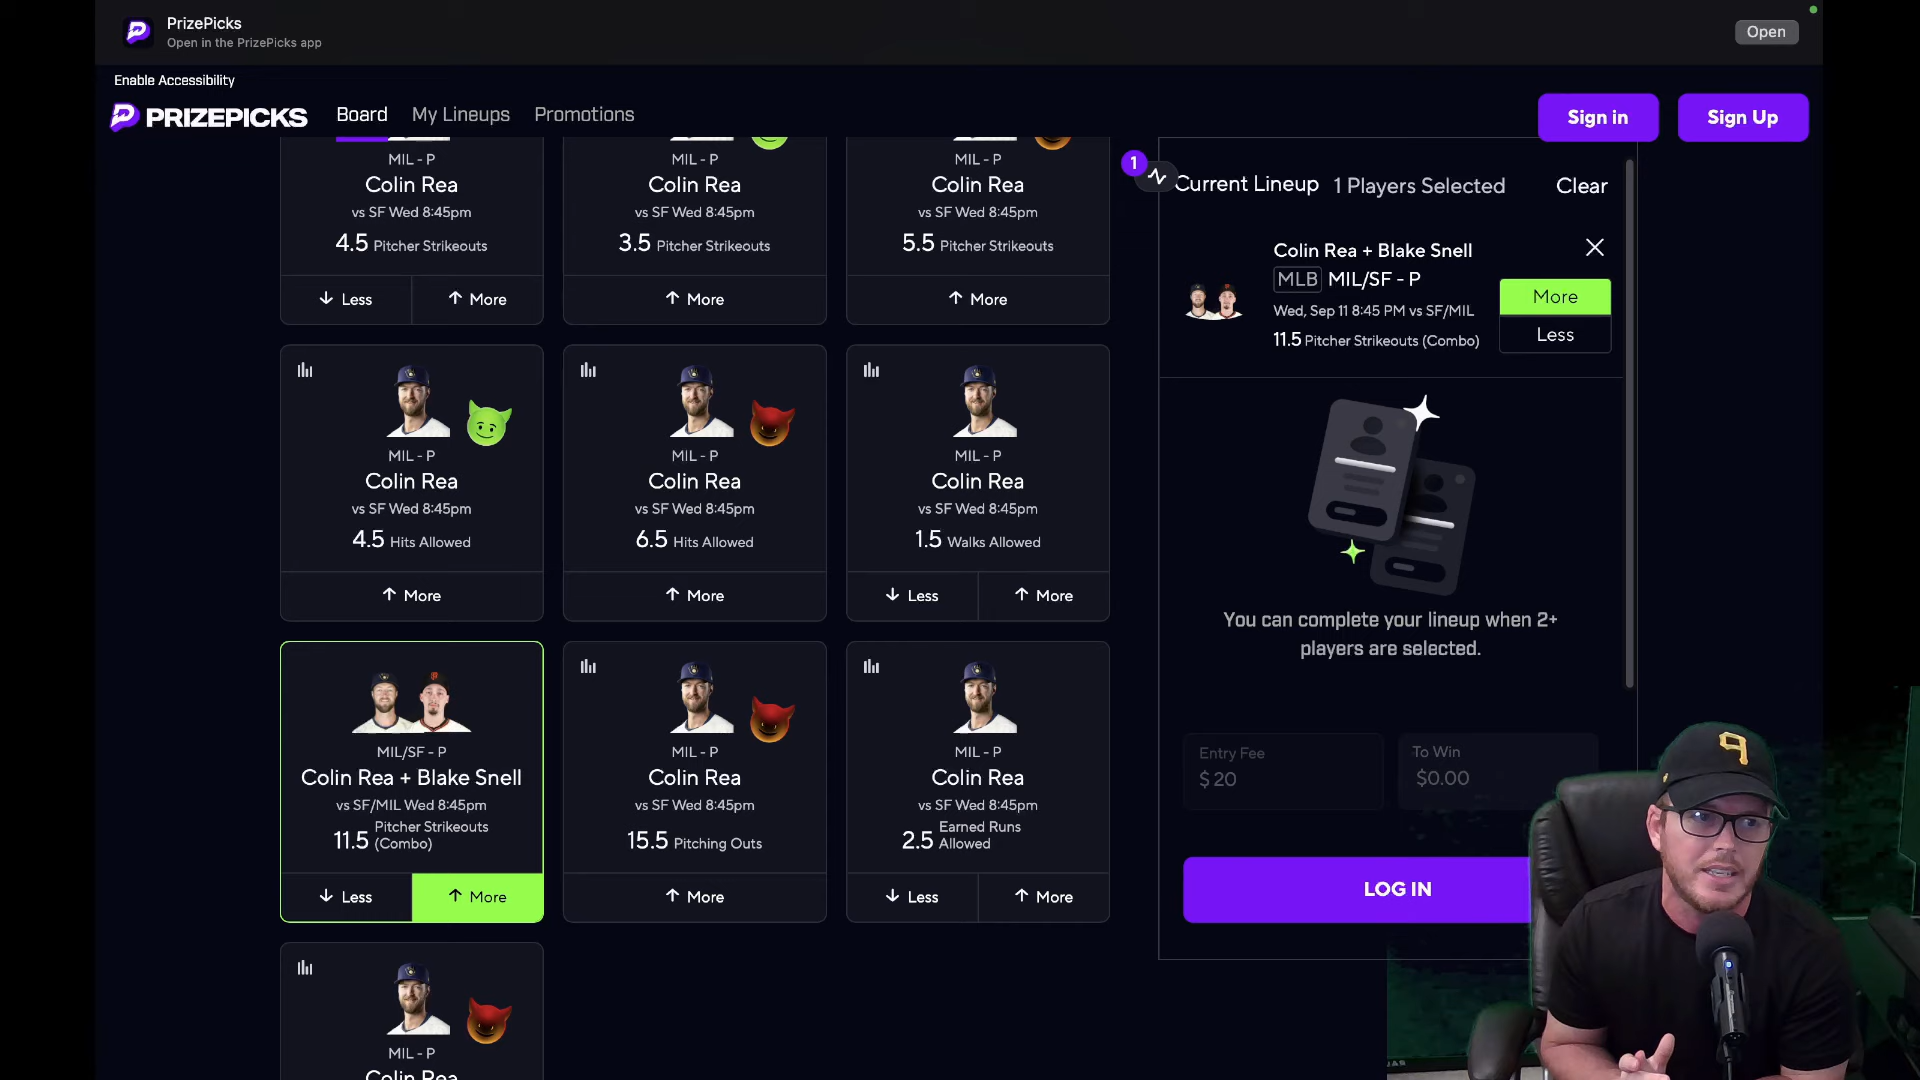 PrizePicks
Open in the PrizePicks app
Open
Enable Accessibility
PRIZEPICKS
Board
My Lineups
Promotions
Sign in
Sign Up
MIL - P
Colin Rea
vs SF Wed 8:45pm
4.5 Pitcher Strikeouts
Less
More
MIL - P
Colin Rea
vs SF Wed 8:45pm
3.5 Pitcher Strikeouts
More
MIL - P
Colin Rea
vs SF Wed 8:45pm
5.5 Pitcher Strikeouts
More
MIL - P
Colin Rea
vs SF Wed 8:45pm
4.5 Hits Allowed
More
MIL - P
Colin Rea
vs SF Wed 8:45pm
6.5 Hits Allowed
More
MIL - P
Colin Rea
vs SF Wed 8:45pm
1.5 Walks Allowed
Less
More
MIL/SF - P
Colin Rea + Blake Snell
vs SF/MIL Wed 8:45pm
11.5 Pitcher Strikeouts
(Combo)
Less
More
MIL - P
Colin Rea
vs SF Wed 8:45pm
15.5 Pitching Outs
More
MIL - P
Colin Rea
vs SF Wed 8:45pm
2.5 Earned Runs
Allowed
Less
More
MIL - P
Colin Rea
1
Current Lineup
1 Players Selected
Clear
Colin Rea + Blake Snell
MLB MIL/SF - P
Wed, Sep 11 8:45 PM vs SF/MIL
11.5 Pitcher Strikeouts (Combo)
More
Less
You can complete your lineup when 2+
players are selected.
Entry Fee
$ 20
To Win
$0.00
LOG IN